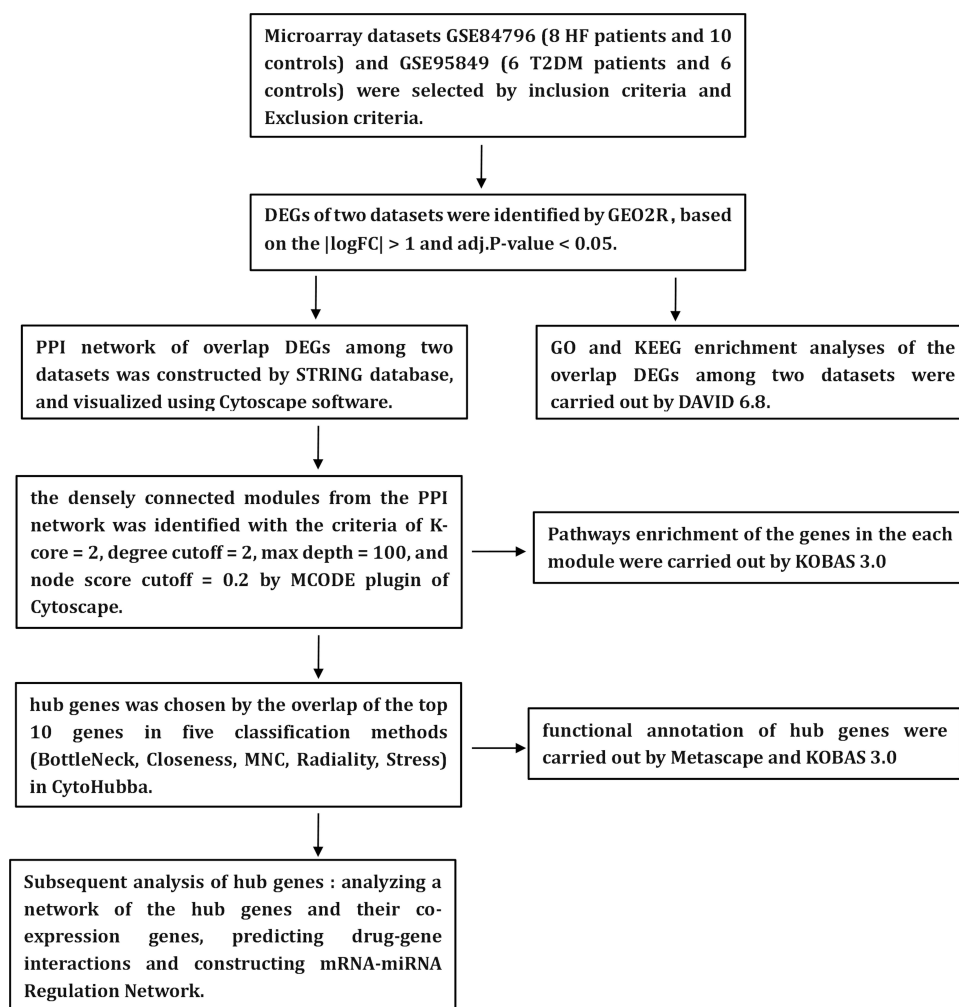 Microarray datasets GSE84796 (8 HF patients and 10
controls) and GSE95849 (6 T2DM patients and 6
controls) were selected by inclusion criteria and
Exclusion criteria.
DEGs of two datasets were identified by GEO2R, based
on the |logFC| > 1 and adj.P-value < 0.05.
PPI network of overlap DEGs among two
datasets was constructed by STRING database,
and visualized using Cytoscape software.
GO and KEEG enrichment analyses of the
overlap DEGs among two datasets were
carried out by DAVID 6.8.
the densely connected modules from the PPI
network was identified with the criteria of K-
core = 2, degree cutoff = 2, max depth = 100, and
node score cutoff = 0.2 by MCODE plugin of
Cytoscape.
Pathways enrichment of the genes in the each
module were carried out by KOBAS 3.0
hub genes was chosen by the overlap of the top
10 genes in five classification methods
(BottleNeck, Closeness, MNC, Radiality, Stress)
in CytoHubba.
functional annotation of hub genes were
carried out by Metascape and KOBAS 3.0
Subsequent analysis of hub genes : analyzing a
network of the hub genes and their co-
expression genes, predicting drug-gene
interactions and constructing mRNA-miRNA
Regulation Network.